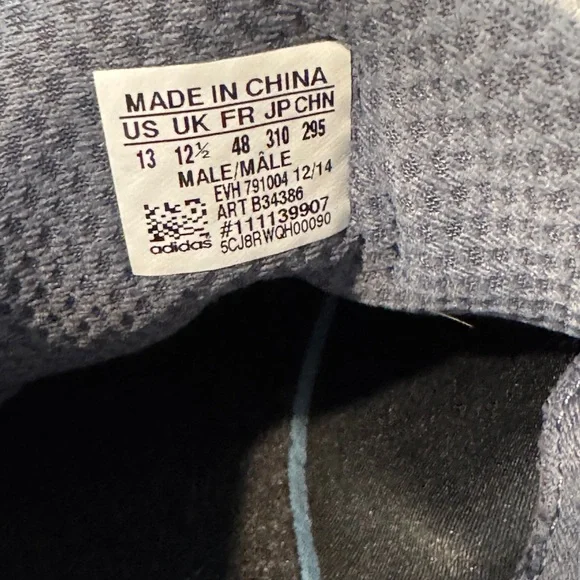 MADE IN CHINA
US UK FR JP CHN
13 12½ 48 310 295
MALE/MÂLE
EVH 791004 12/14
ART B34386
#111139907
5CJ8RWQH00090
adidas